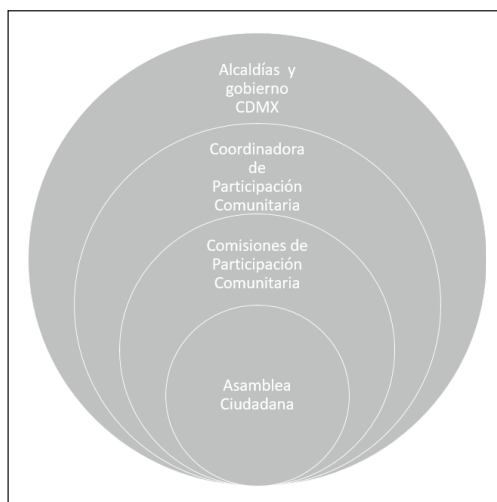 Alcaldías y
gobierno
CDMX
Coordinadora
de
Participación
Comunitaria
Comisiones de
Participación
Comunitaria
Asamblea
Ciudadana